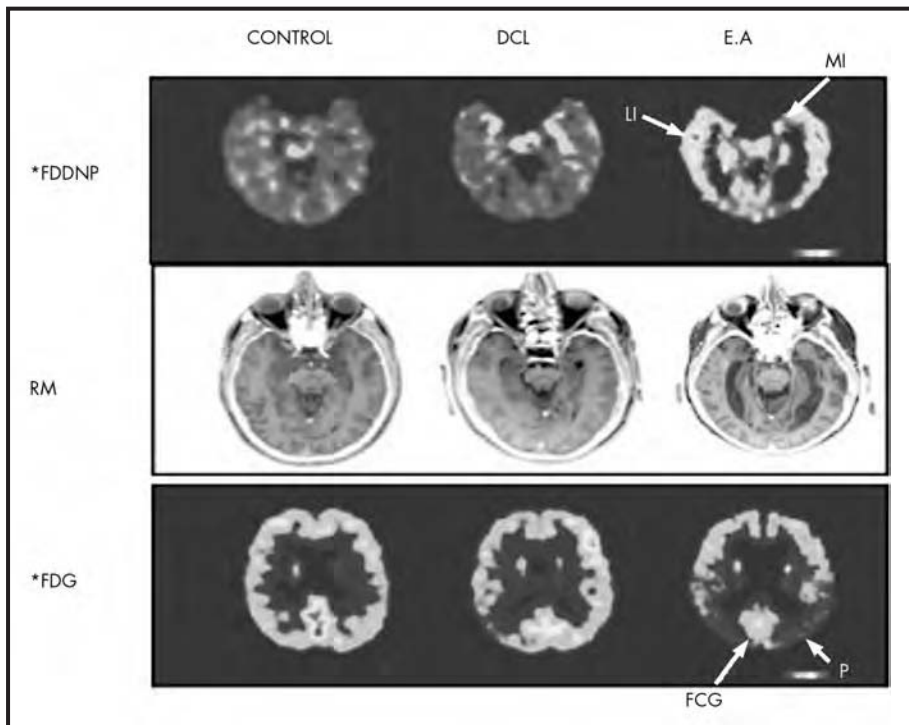 CONTROL DCL E.A
MI
LI
*FDDNP
RM
*FDG
P
FCG